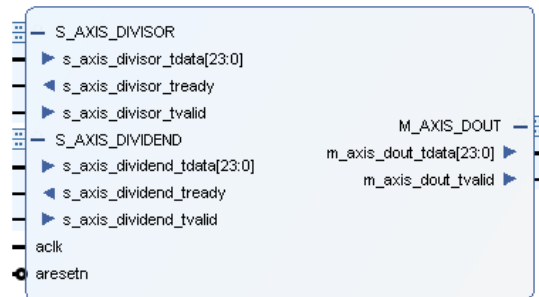 S_AXIS_DIVISOR
s_axis_divisor_tdata[23:0]
s_axis_divisor_tready
s_axis_divisor_tvalid
S_AXIS_DIVIDEND
s_axis_dividend_tdata[23:0]
s_axis_dividend_tready
s_axis_dividend_tvalid
aclk
aresetn
M_AXIS_DOUT
m_axis_dout_tdata[23:0]
m_axis_dout_tvalid